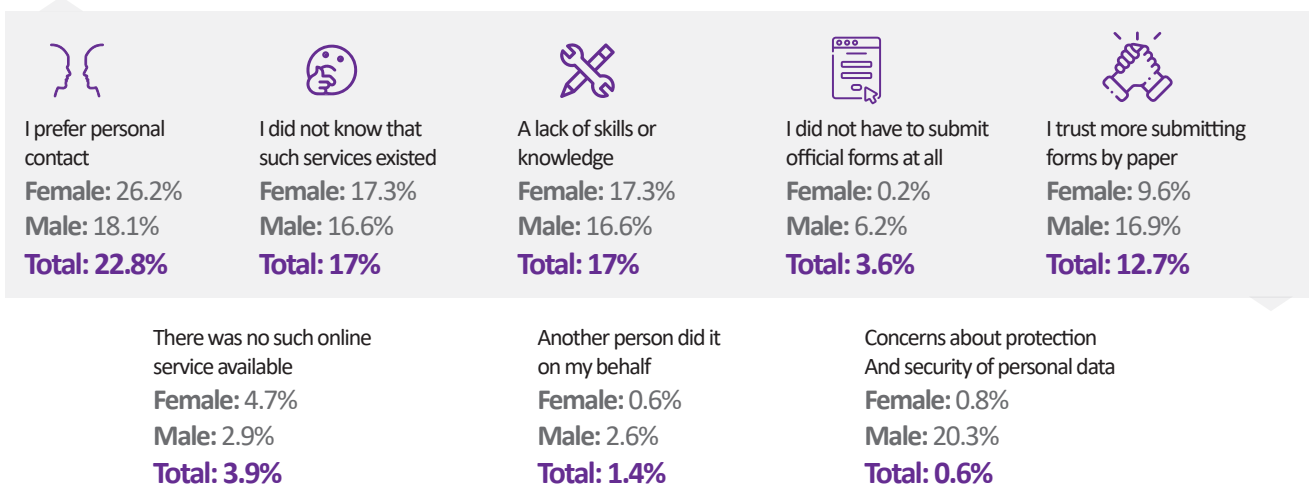 I prefer personal
contact
Female: 26.2%
Male: 18.1%
Total: 22.8%
I did not know that
such services existed
Female: 17.3%
Male: 16.6%
Total: 17%
A lack of skills or
knowledge
Female: 17.3%
Male: 16.6%
Total: 17%
I did not have to submit
official forms at all
Female: 0.2%
Male: 6.2%
Total: 3.6%
I trust more submitting
forms by paper
Female: 9.6%
Male: 16.9%
Total: 12.7%
There was no such online
service available
Female: 4.7%
Male: 2.9%
Total: 3.9%
Another person did it
on my behalf
Female: 0.6%
Male: 2.6%
Total: 1.4%
Concerns about protection
And security of personal data
Female: 0.8%
Male: 20.3%
Total: 0.6%